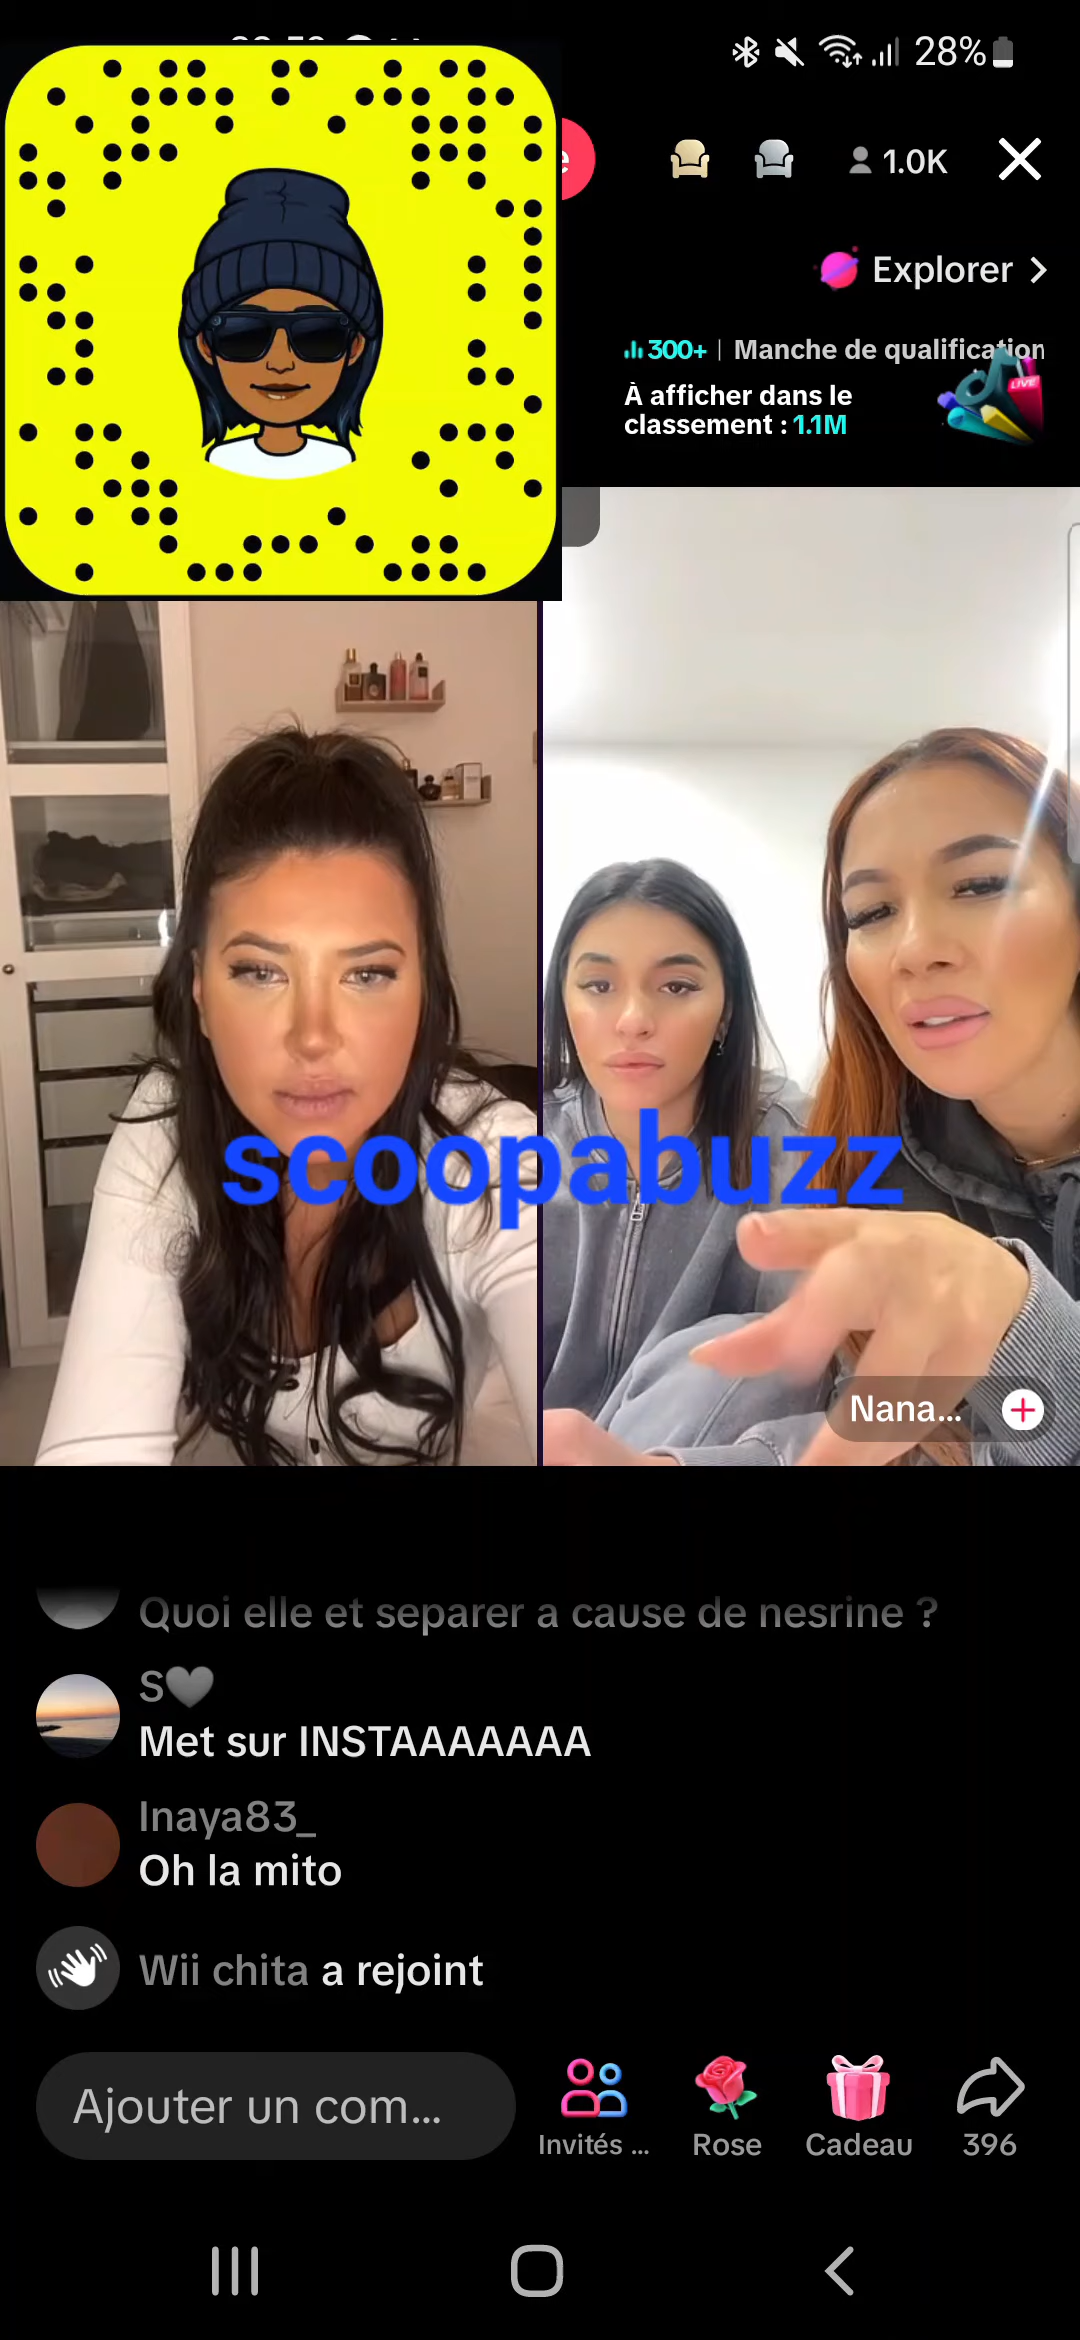 28%
1.0K
Explorer
300+ | Manche de qualification
À afficher dans le
classement : 1.1M
scoopabuzz
Nana...
Quoi elle et separer a cause de nesrine ?
S🤍
Met sur INSTAAAAAAA
Inaya83_
Oh la mito
Wii chita a rejoint
Ajouter un com...
Invités ...
Rose
Cadeau
396